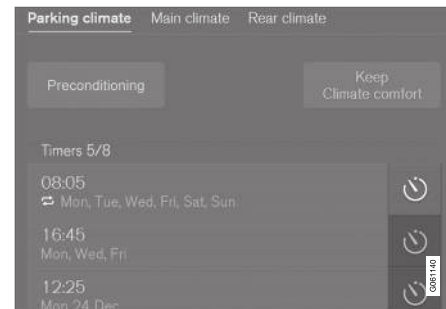 Parking climate Main climate Rear climate
Preconditioning
Keep
Climate comfort
Timers 5/8
08:05
Mon, Tue, Wed, Fri, Sat, Sun
16:45
Mon, Wed, Fri
12:25
Mon 24 Dec
G061140